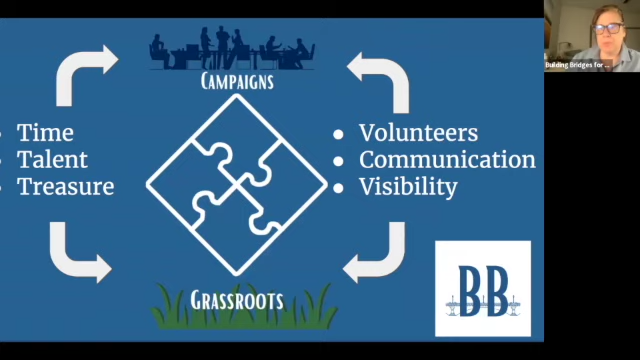 CAMPAIGNS
Time
Talent
Treasure
Volunteers
Communication
Visibility
GRASSROOTS
BB
Building Bridges for ...